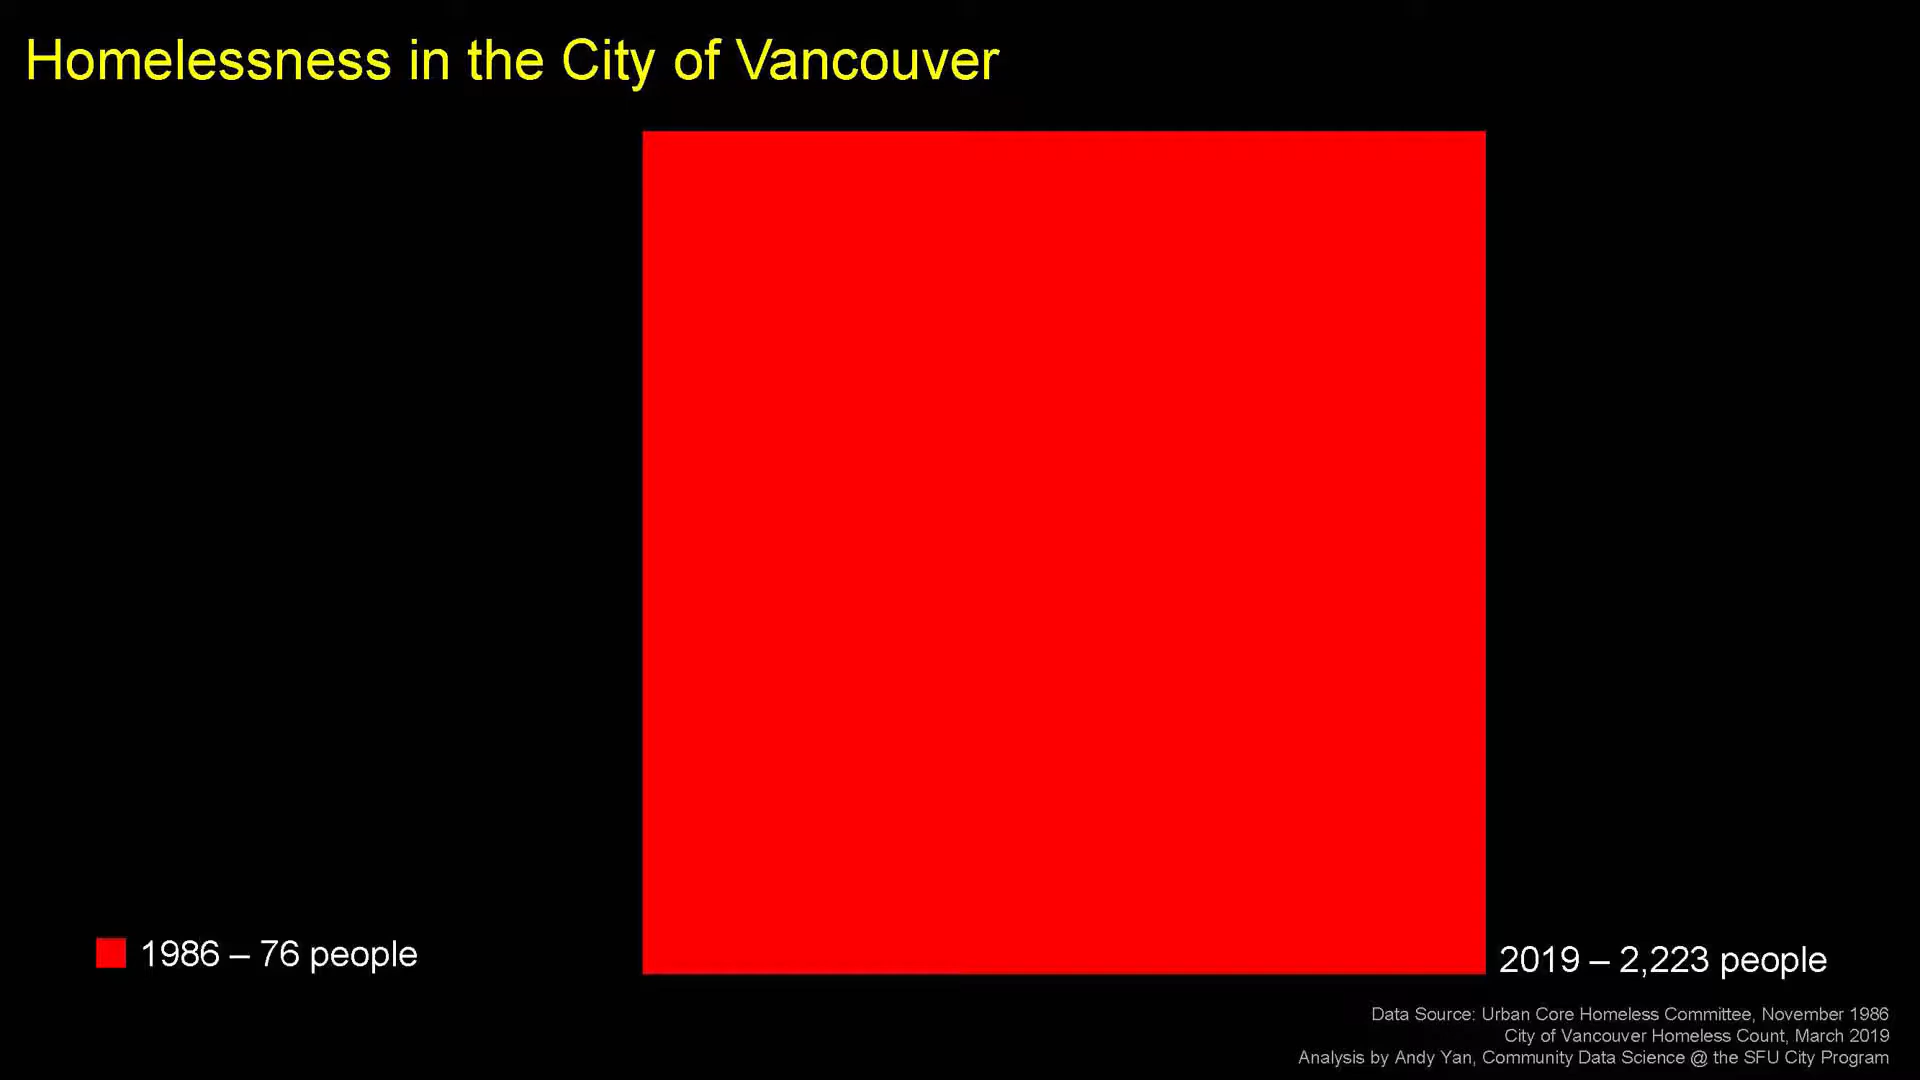 Homelessness in the City of Vancouver
1986 – 76 people
2019 – 2,223 people
Data Source: Urban Core Homeless Committee, November 1986
City of Vancouver Homeless Count, March 2019
Analysis by Andy Yan, Community Data Science @ the SFU City Program